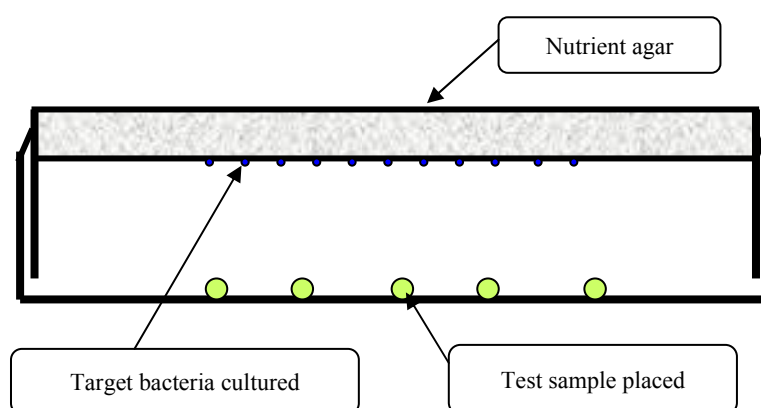 Nutrient agar
Target bacteria cultured
Test sample placed